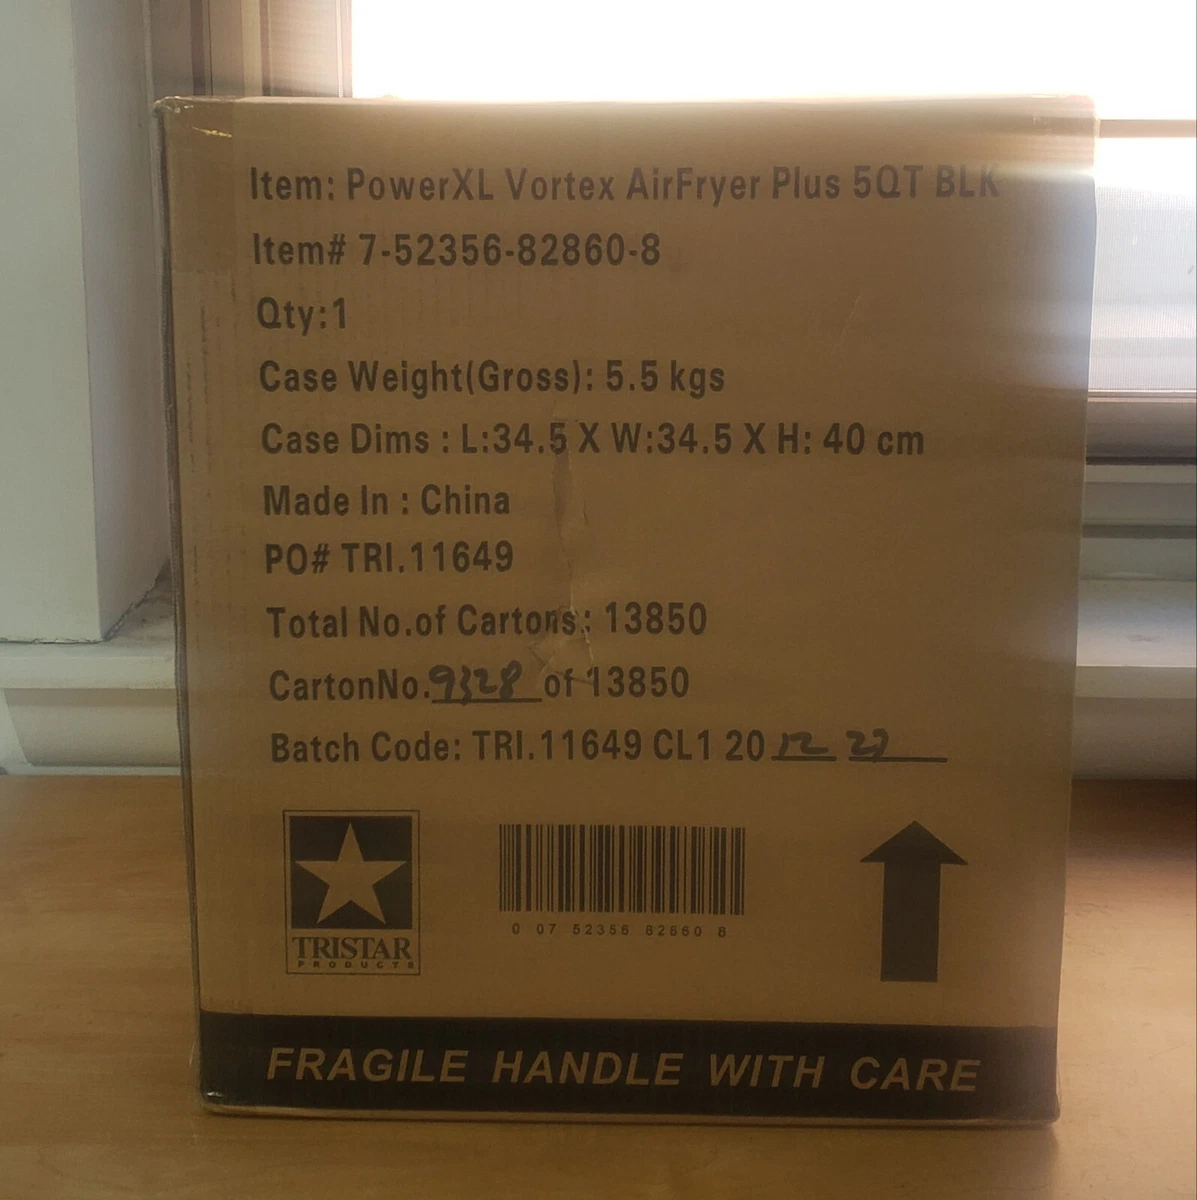 Item: PowerXL Vortex AirFryer Plus 5QT BLK
Item# 7-52356-82860-8
Qty:1
Case Weight(Gross): 5.5 kgs
Case Dims : L:34.5 X W:34.5 X H: 40 cm
Made In : China
PO# TRI.11649
Total No.of Cartons: 13850
CartonNo.9328 of 13850
Batch Code: TRI.11649 CL1 20 12 27
TRISTAR
PRODUCTS
0 07 52356 82860 8
FRAGILE HANDLE WITH CARE